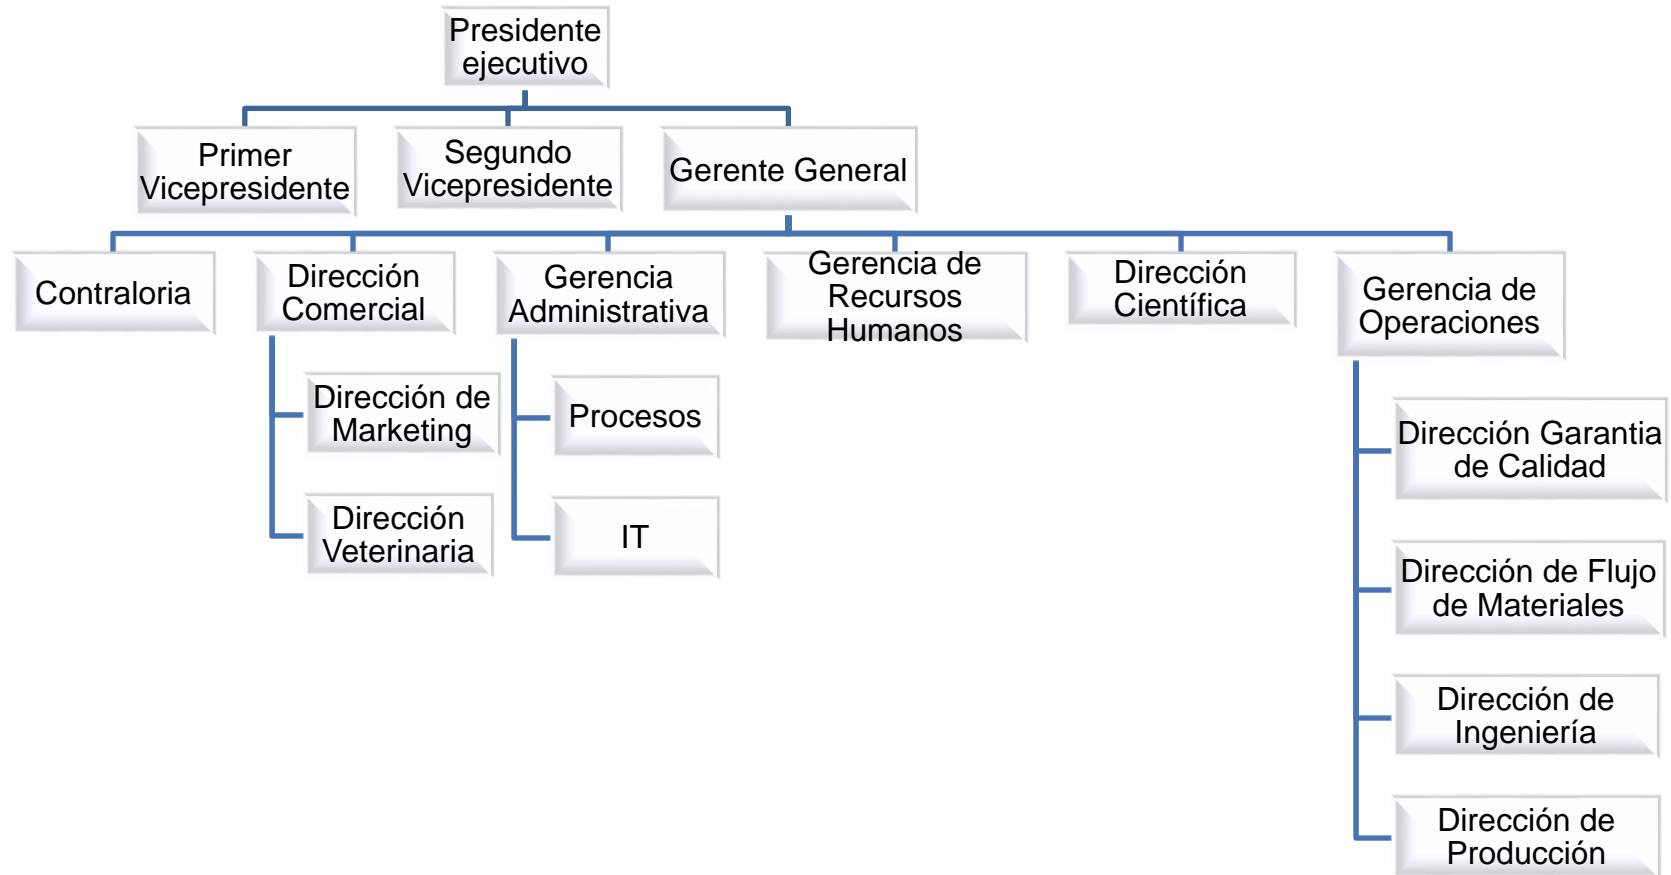 Presidente
ejecutivo
Primer
Vicepresidente
Segundo
Vicepresidente
Gerente General
Contraloria
Dirección
Comercial
Gerencia
Administrativa
Gerencia de
Recursos
Humanos
Dirección
Científica
Gerencia de
Operaciones
Dirección de
Marketing
Dirección
Veterinaria
Procesos
IT
Dirección Garantia
de Calidad
Dirección de Flujo
de Materiales
Dirección de
Ingeniería
Dirección de
Producción